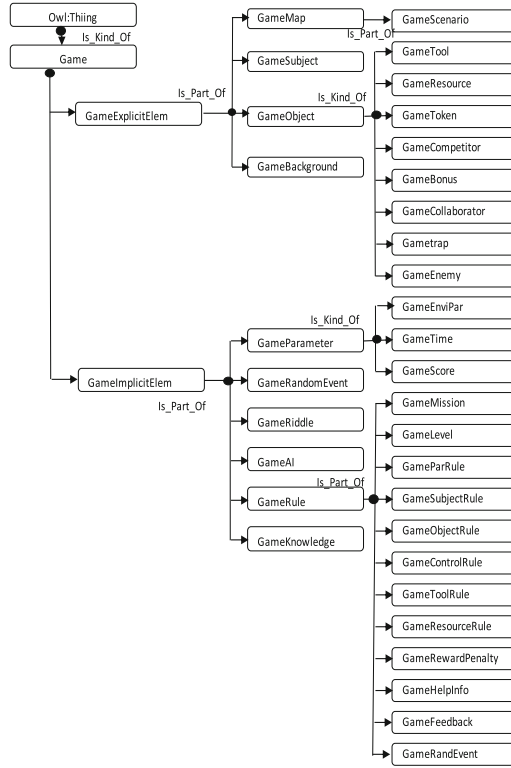 Owl:Thiing
Is_Kind_Of
Game
GameExplicitElem
Is_Part_Of
GameMap
Is_Part_Of
GameScenario
GameSubject
GameObject
Is_Kind_Of
GameBackground
GameTool
GameResource
GameToken
GameCompetitor
GameBonus
GameCollaborator
Gametrap
GameEnemy
GameImplicitElem
Is_Part_Of
GameParameter
Is_Kind_Of
GameEnviPar
GameTime
GameScore
GameRandomEvent
GameRiddle
GameAI
GameRule
Is_Part_Of
GameKnowledge
GameMission
GameLevel
GameParRule
GameSubjectRule
GameObjectRule
GameControlRule
GameToolRule
GameResourceRule
GameRewardPenalty
GameHelpInfo
GameFeedback
GameRandEvent